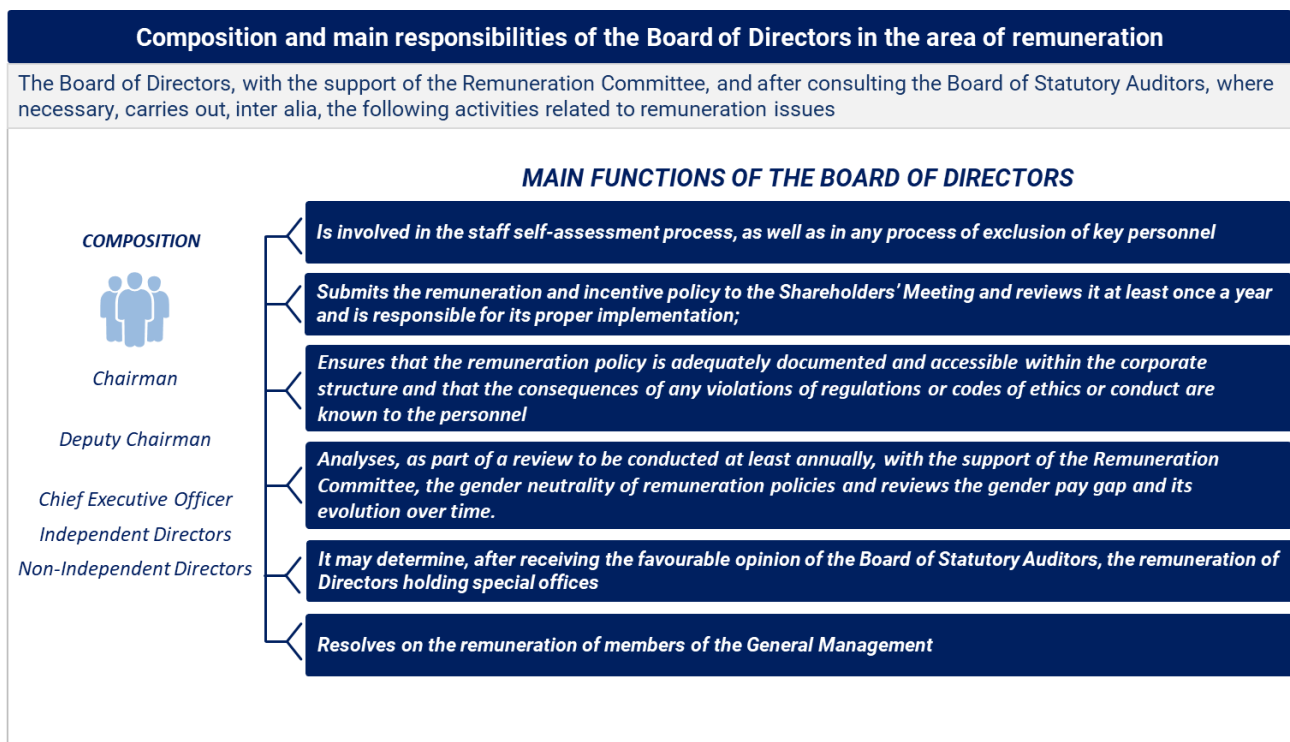 Composition and main responsibilities of the Board of Directors in the area of remuneration
The Board of Directors, with the support of the Remuneration Committee, and after consulting the Board of Statutory Auditors, where
necessary, carries out, inter alia, the following activities related to remuneration issues
MAIN FUNCTIONS OF THE BOARD OF DIRECTORS
COMPOSITION
Chairman
Deputy Chairman
Chief Executive Officer
Independent Directors
Non-Independent Directors
Is involved in the staff self-assessment process, as well as in any process of exclusion of key personnel
Submits the remuneration and incentive policy to the Shareholders' Meeting and reviews it at least once a year
and is responsible for its proper implementation;
Ensures that the remuneration policy is adequately documented and accessible within the corporate
structure and that the consequences of any violations of regulations or codes of ethics or conduct are
known to the personnel
Analyses, as part of a review to be conducted at least annually, with the support of the Remuneration
Committee, the gender neutrality of remuneration policies and reviews the gender pay gap and its
evolution over time.
It may determine, after receiving the favourable opinion of the Board of Statutory Auditors, the remuneration of
Directors holding special offices
Resolves on the remuneration of members of the General Management